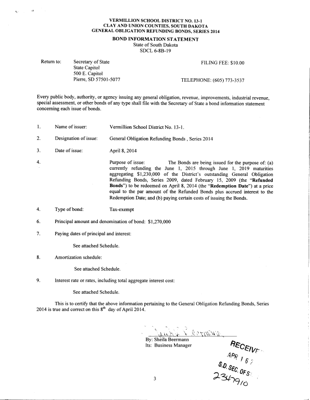 VERMILLION SCHOOL DISTRICT NO. 13-1
CLAY AND UNION COUNTIES, SOUTH DAKOTA
GENERAL OBLIGATION REFUNDING BONDS, SERIES 2014
BOND INFORMATION STATEMENT
State of South Dakota
SDCL 6-8B-19
Return to: Secretary of State FILING FEE: $10.00
State Capitol
500 E. Capitol
Pierre, SD 57501-5077 TELEPHONE: (605) 773-3537
Every public body, authority, or agency issuing any general obligation, revenue, improvements, industrial revenue,
special assessment, or other bonds of any type shall file with the Secretary of State a bond information statement
concerning each issue of bonds.
1. Name of issuer: Vermillion School District No. 13-1.
2. Designation of issue: General Obligation Refunding Bonds , Series 2014
3. Date of issue: April 8, 2014
4. Purpose of issue: The Bonds are being issued for the purpose of: (a)
currently refunding the June 1, 2015 through June 1, 2019 maturities
aggregating $1,230,000 of the District's outstanding General Obligation
Refunding Bonds, Series 2009, dated February 15, 2009 (the "Refunded
Bonds") to be redeemed on April 8, 2014 (the "Redemption Date") at a price
equal to the par amount of the Refunded Bonds plus accrued interest to the
Redemption Date; and (b) paying certain costs of issuing the Bonds.
4. Type of bond: Tax-exempt
6. Principal amount and denomination of bond: $1,270,000
7. Paying dates of principal and interest:
See attached Schedule.
8. Amortization schedule:
See attached Schedule.
9. Interest rate or rates, including total aggregate interest cost:
See attached Schedule.
This is to certify that the above information pertaining to the General Obligation Refunding Bonds, Series
2014 is true and correct on this 8th day of April 2014.
By: Sheila Beermann
Its: Business Manager
RECEIV
APR 1
S.D. SEC. OF S
2347910
3